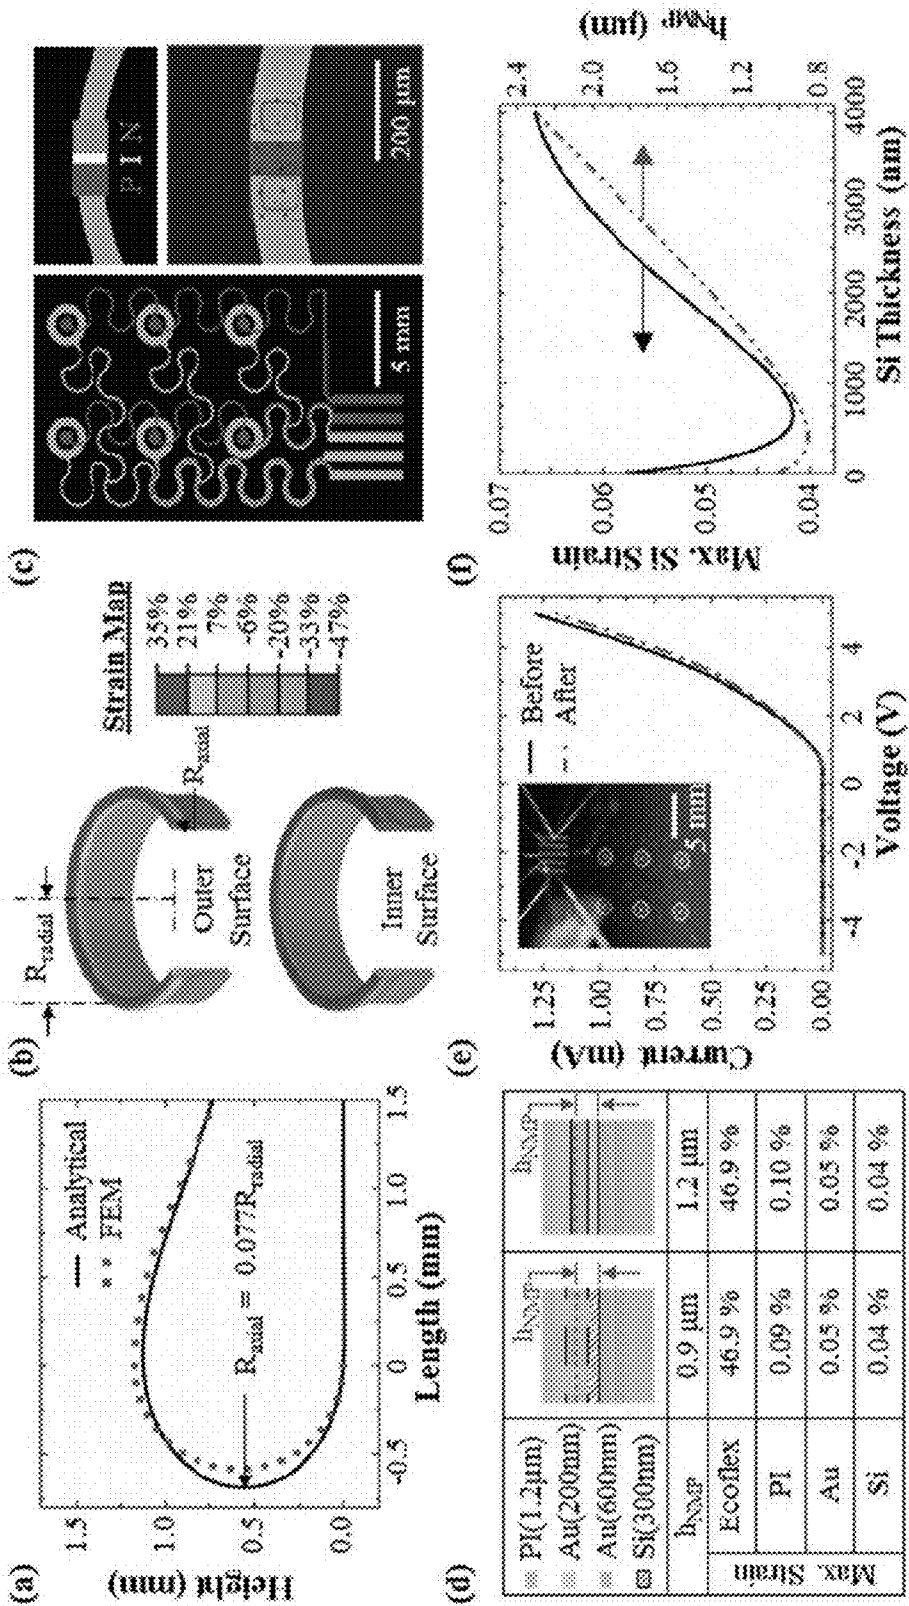 (a)
Height (mm)
1.5
1.0
0.5
0.0
-0.5
0
0.5
1.0
1.5
Length (mm)
Analytical
FEM
R_axial = 0.077R_radial
(b)
R_radial
R_axial
Outer
Surface
Inner
Surface
Strain Map
35%
21%
7%
-6%
-20%
-33%
-47%
(c)
5 mm
P I N
200 µm
(d)
PI(1.2µm)
Au(200nm)
Au(600nm)
Si(300nm)
h_NMP
h_NMP
h_NMP 0.9 µm 1.2 µm
Max. Strain
Ecoflex 46.9 % 46.9 %
PI 0.09 % 0.10 %
Au 0.05 % 0.05 %
Si 0.04 % 0.04 %
(e)
Current (mA)
1.25
1.00
0.75
0.50
0.25
0.00
-4
-2
0
2
4
Voltage (V)
Before
After
5 mm
(f)
Max. Si Strain
0.07
0.06
0.05
0.04
0
1000
2000
3000
4000
Si Thickness (nm)
2.4
2.0
1.6
1.2
0.8
h_NMP (µm)